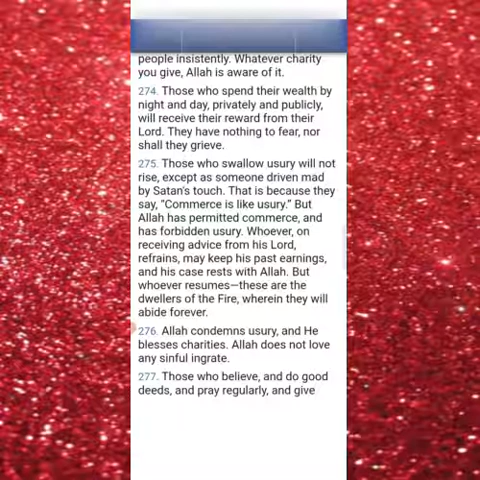 people insistently. Whatever charity
you give, Allah is aware of it.
274. Those who spend their wealth by
night and day, privately and publicly,
will receive their reward from their
Lord. They have nothing to fear, nor
shall they grieve.
275. Those who swallow usury will not
rise, except as someone driven mad
by Satan's touch. That is because they
say, “Commerce is like usury.” But
Allah has permitted commerce, and
has forbidden usury. Whoever, on
receiving advice from his Lord,
refrains, may keep his past earnings,
and his case rests with Allah. But
whoever resumes—these are the
dwellers of the Fire, wherein they will
abide forever.
276. Allah condemns usury, and He
blesses charities. Allah does not love
any sinful ingrate.
277. Those who believe, and do good
deeds, and pray regularly, and give